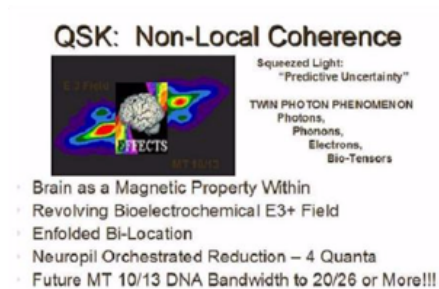 QSK: Non-Local Coherence
Squeezed Light:
"Predictive Uncertainty"
TWIN PHOTON PHENOMENON
Photons,
Phonons,
Electrons,
Bio-Tensors
E-3 Field
EFFECTS
MT 10/13
Brain as a Magnetic Property Within
Revolving Bioelectrochemical E3+ Field
Enfolded Bi-Location
Neuropil Orchestrated Reduction – 4 Quanta
Future MT 10/13 DNA Bandwidth to 20/26 or More!!!